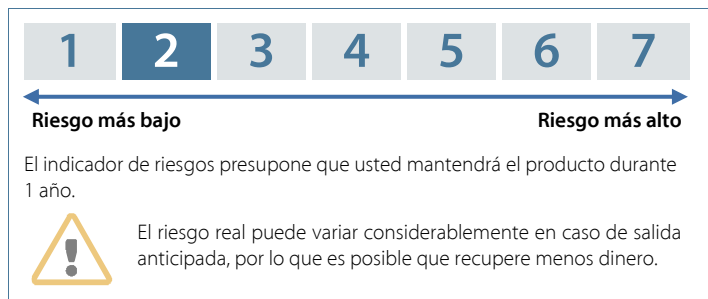 1 2 3 4 5 6 7
Riesgo más bajo Riesgo más alto
El indicador de riesgos presupone que usted mantendrá el producto durante
1 año.
El riesgo real puede variar considerablemente en caso de salida
anticipada, por lo que es posible que recupere menos dinero.